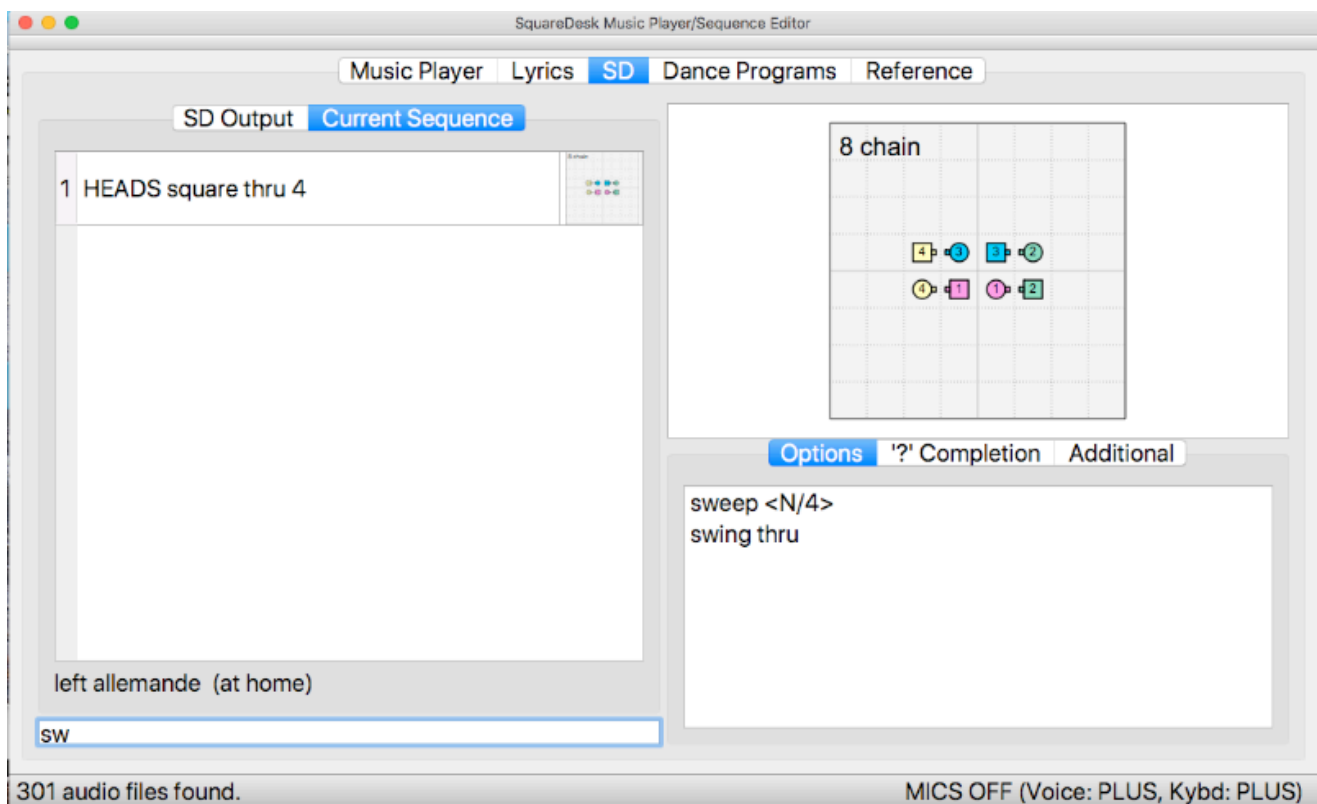 SquareDesk Music Player/Sequence Editor
Music Player Lyrics SD Dance Programs Reference
SD Output Current Sequence
1 HEADS square thru 4
8 chain
8 chain
4 3 3 2
4 1 1 2
Options '?' Completion Additional
sweep <N/4>
swing thru
left allemande (at home)
sw
301 audio files found.
MICS OFF (Voice: PLUS, Kybd: PLUS)